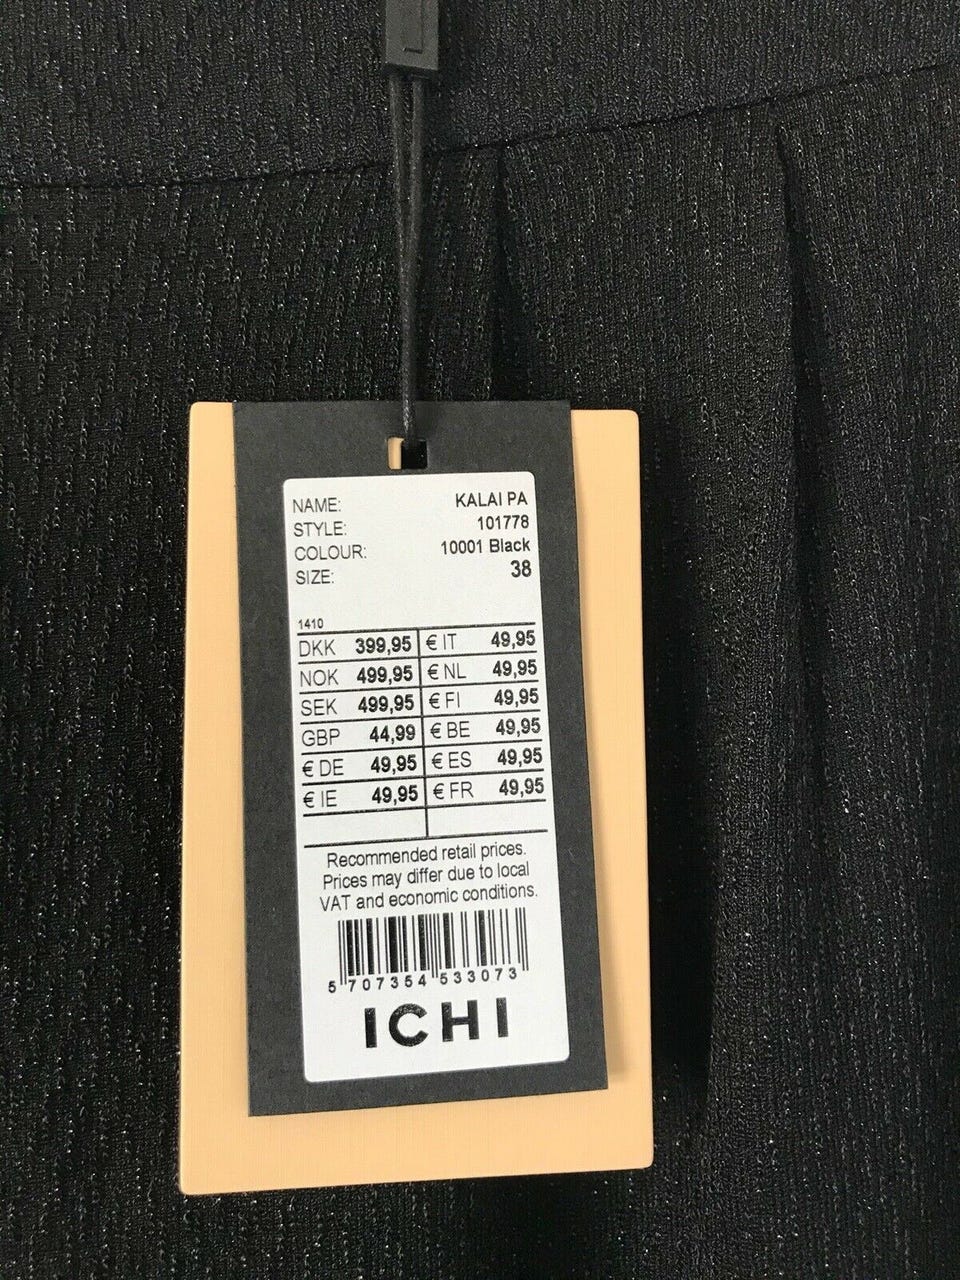 NAME: KALAI PA
STYLE: 101778
COLOUR: 10001 Black
SIZE: 38
1410
DKK 399,95 € IT 49,95
NOK 499,95 € NL 49,95
SEK 499,95 € FI 49,95
GBP 44,99 € BE 49,95
€ DE 49,95 € ES 49,95
€ IE 49,95 € FR 49,95
Recommended retail prices.
Prices may differ due to local
VAT and economic conditions.
5 707354 533073
ICHI